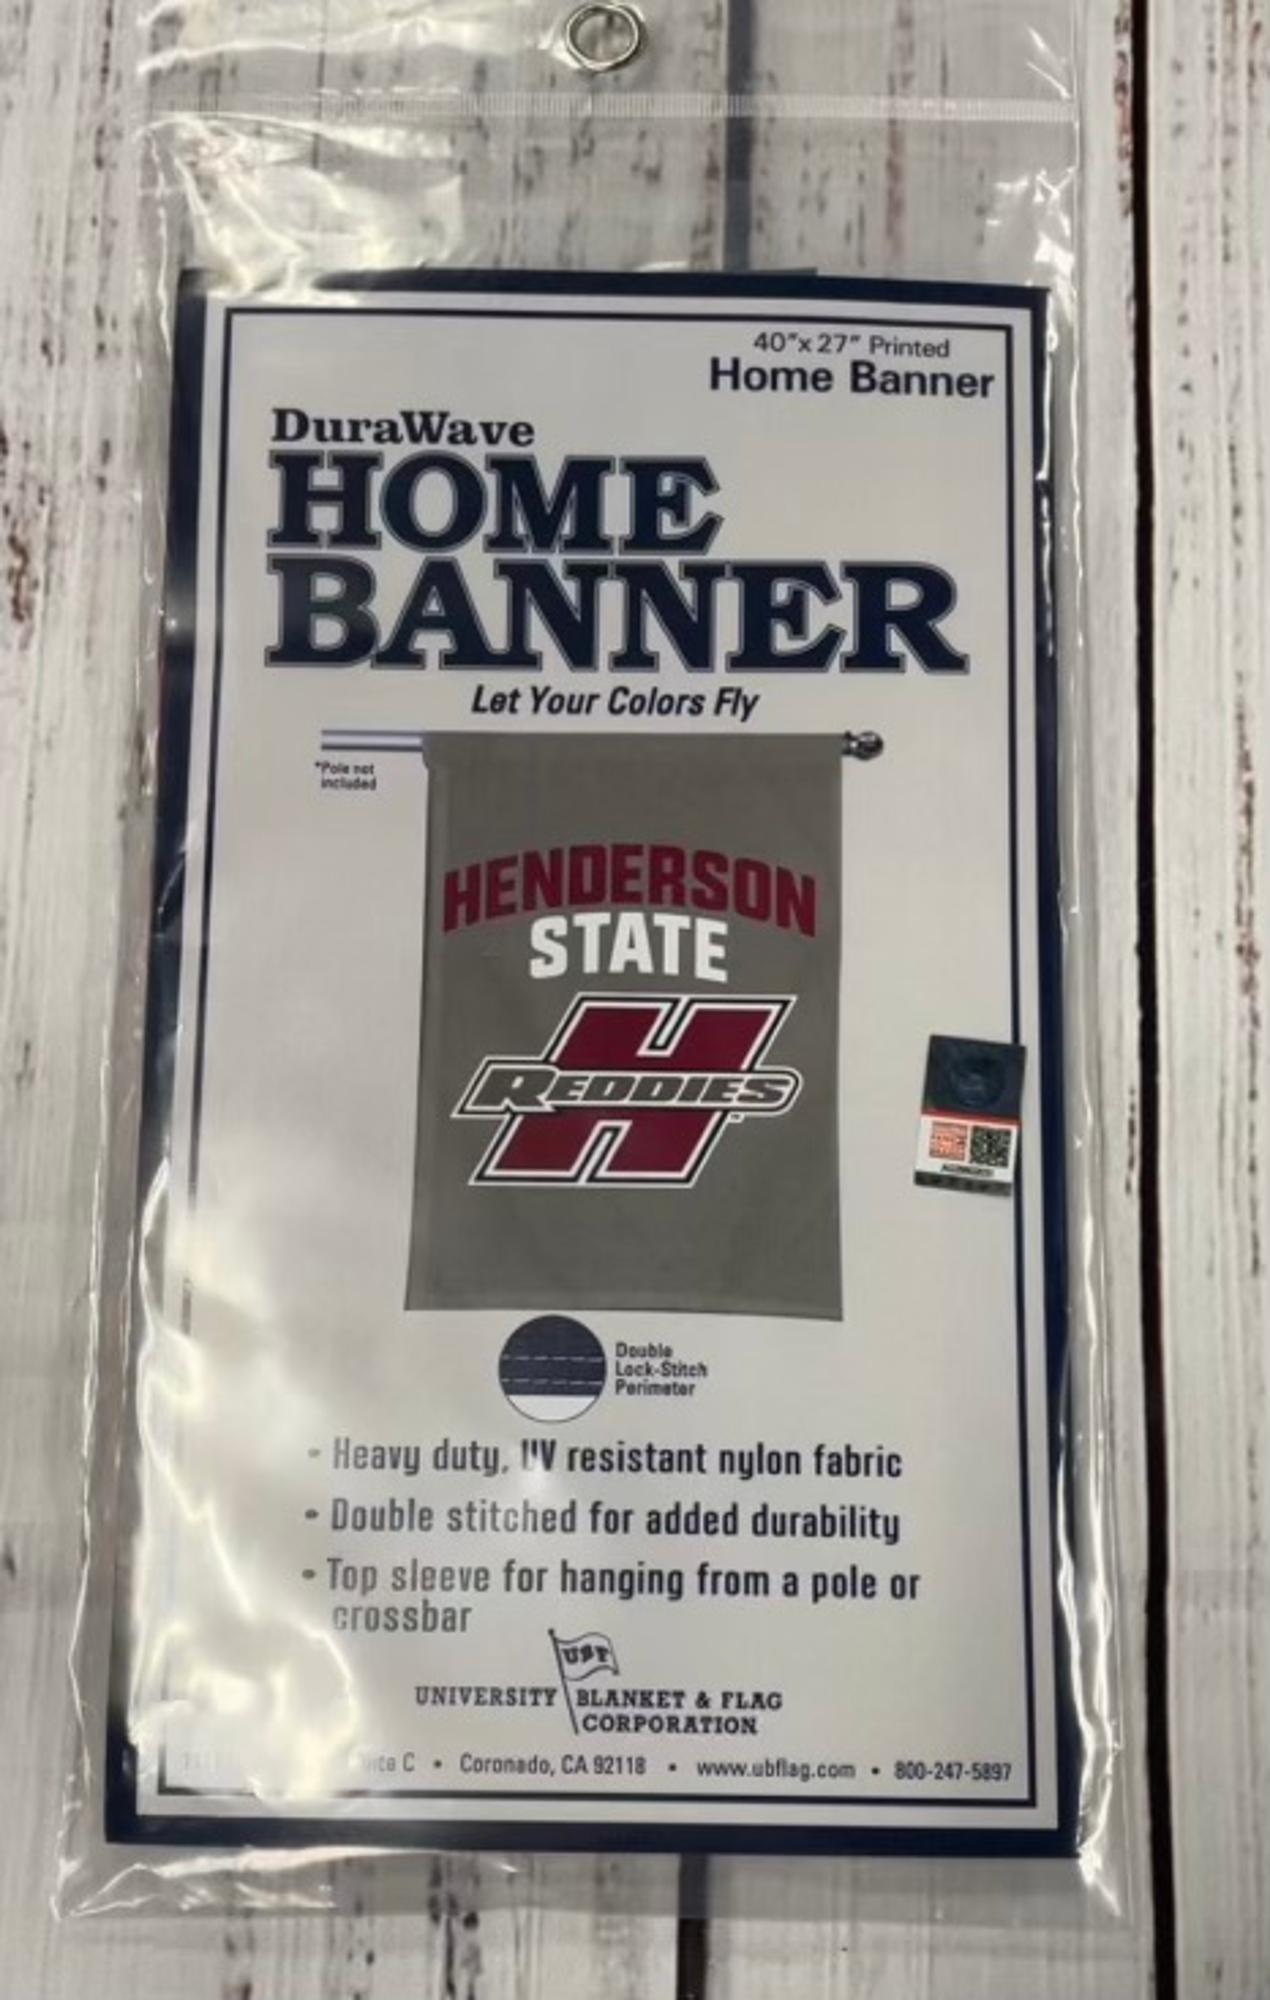 40"x 27" Printed
Home Banner
DuraWave
HOME
BANNER
Let Your Colors Fly
*Pole not
included
HENDERSON
STATE
H
REDDIES
™
Double
Lock-Stitch
Perimeter
• Heavy duty, UV resistant nylon fabric
• Double stitched for added durability
• Top sleeve for hanging from a pole or
crossbar
UBF
UNIVERSITY BLANKET & FLAG
CORPORATION
C • Coronado, CA 92118 • www.ubflag.com • 800-247-5897